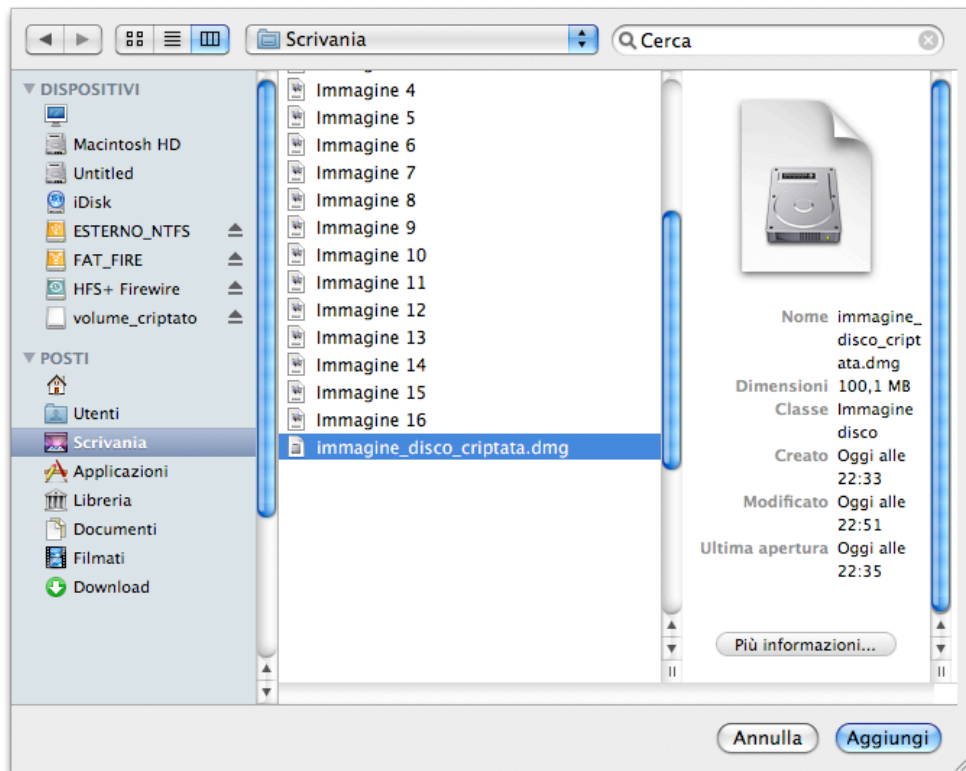 Scrivania
Cerca
DISPOSITIVI
Macintosh HD
Untitled
iDisk
ESTERNO_NTFS
FAT_FIRE
HFS+ Firewire
volume_criptato
POSTI
Utenti
Scrivania
Applicazioni
Libreria
Documenti
Filmati
Download
Immagine 4
Immagine 5
Immagine 6
Immagine 7
Immagine 8
Immagine 9
Immagine 10
Immagine 11
Immagine 12
Immagine 13
Immagine 14
Immagine 15
Immagine 16
immagine_disco_criptata.dmg
Nome immagine_
disco_cript
ata.dmg
Dimensioni 100,1 MB
Classe Immagine
disco
Creato Oggi alle
22:33
Modificato Oggi alle
22:51
Ultima apertura Oggi alle
22:35
Più informazioni...
Annulla
Aggiungi